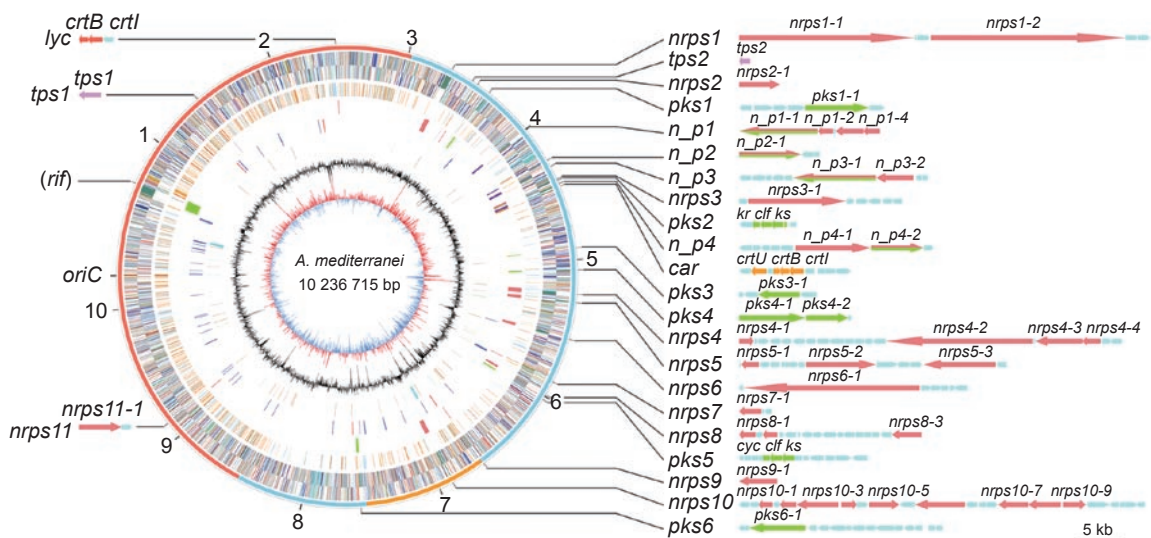 crtB crtI
lyc
tps1
tps1
(rif)
oriC
nrps11-1
nrps11
1
2
3
4
5
6
7
8
9
10
A. mediterranei
10 236 715 bp
nrps1
tps2
nrps2
pks1
n_p1
n_p2
n_p3
nrps3
pks2
n_p4
car
pks3
pks4
nrps4
nrps5
nrps6
nrps7
nrps8
pks5
nrps9
nrps10
pks6
nrps1-1 nrps1-2
tps2
nrps2-1
pks1-1
n_p1-1 n_p1-2 n_p1-4
n_p2-1
n_p3-1 n_p3-2
nrps3-1
kr clf ks
n_p4-1 n_p4-2
crtU crtB crtI
pks3-1
pks4-1 pks4-2
nrps4-1 nrps4-2 nrps4-3 nrps4-4
nrps5-1 nrps5-2 nrps5-3
nrps6-1
nrps7-1
nrps8-1 nrps8-3
cyc clf ks
nrps9-1
nrps10-1 nrps10-3 nrps10-5 nrps10-7 nrps10-9
pks6-1
5 kb